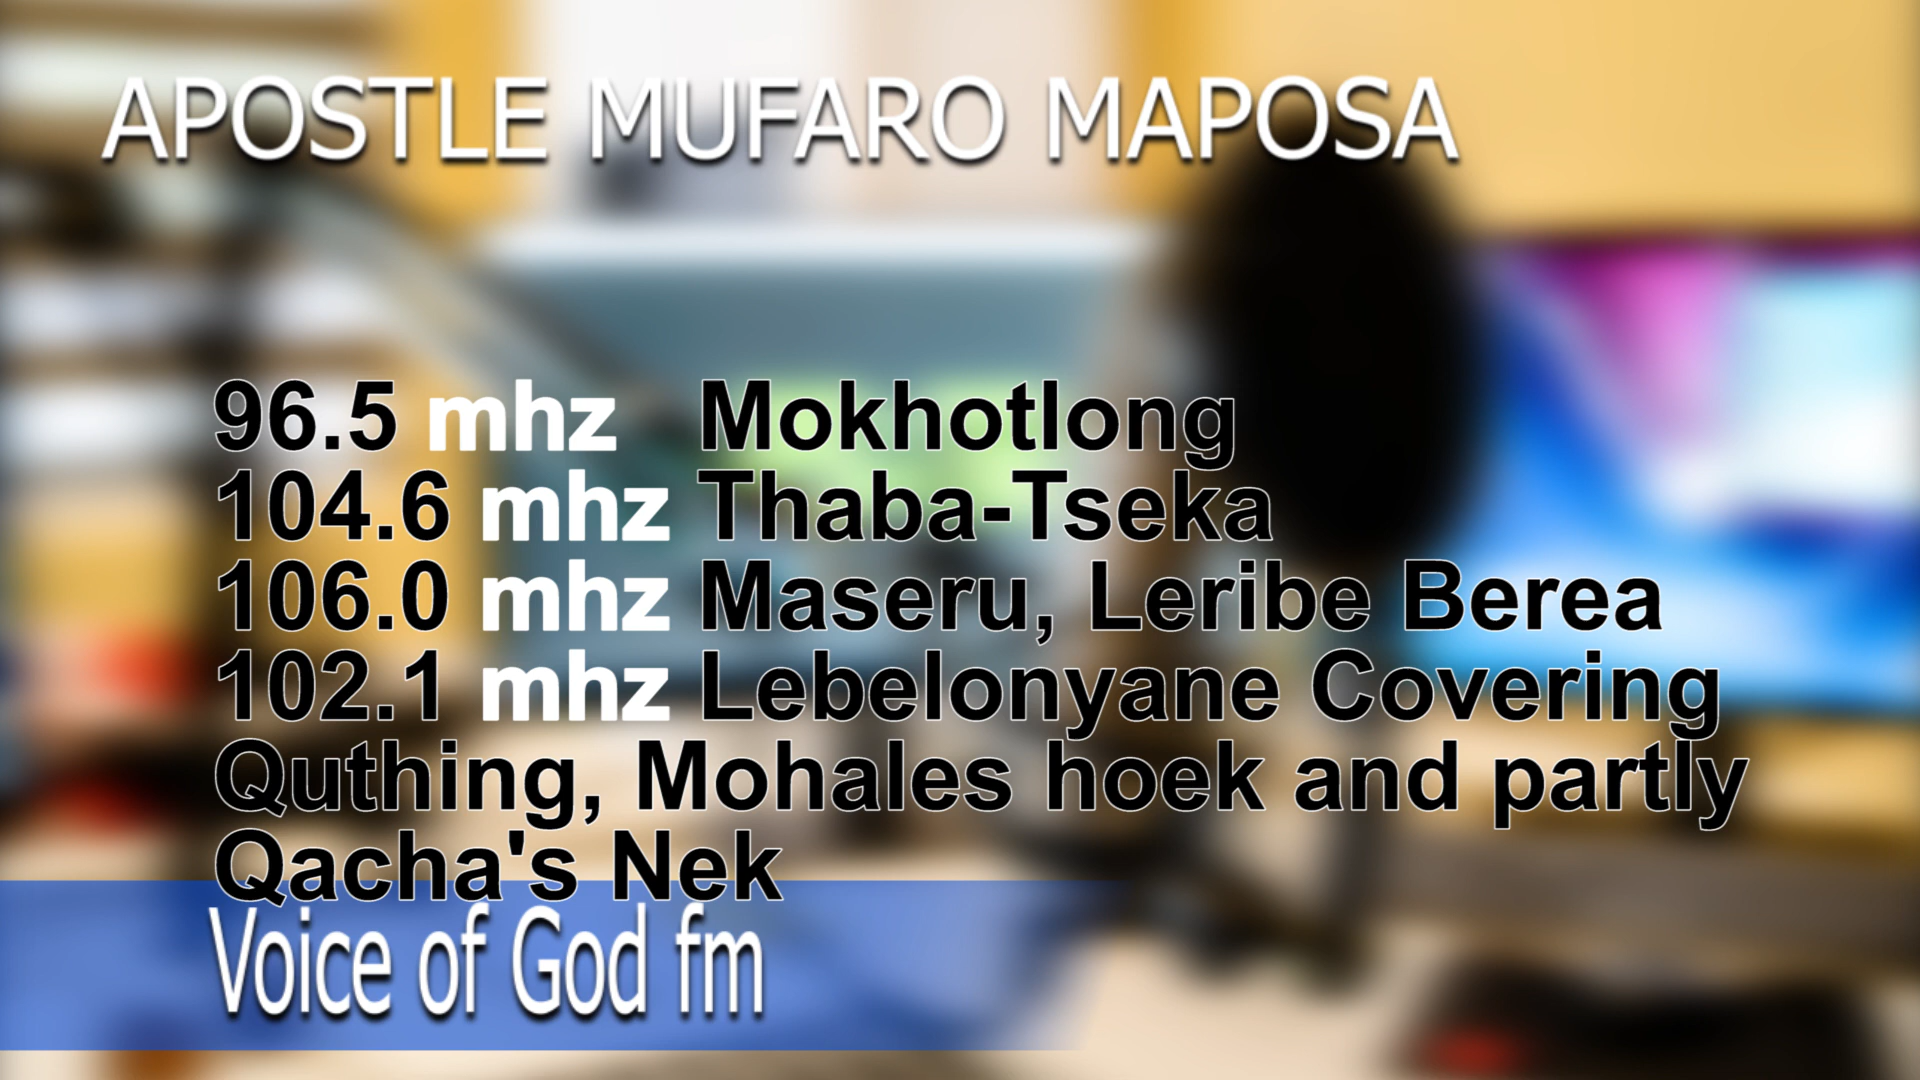 APOSTLE MUFARO MAPOSA
96.5 mhz Mokhotlong
104.6 mhz Thaba-Tseka
106.0 mhz Maseru, Leribe Berea
102.1 mhz Lebelonyane Covering
Quthing, Mohales hoek and partly
Qacha's Nek
Voice of God fm